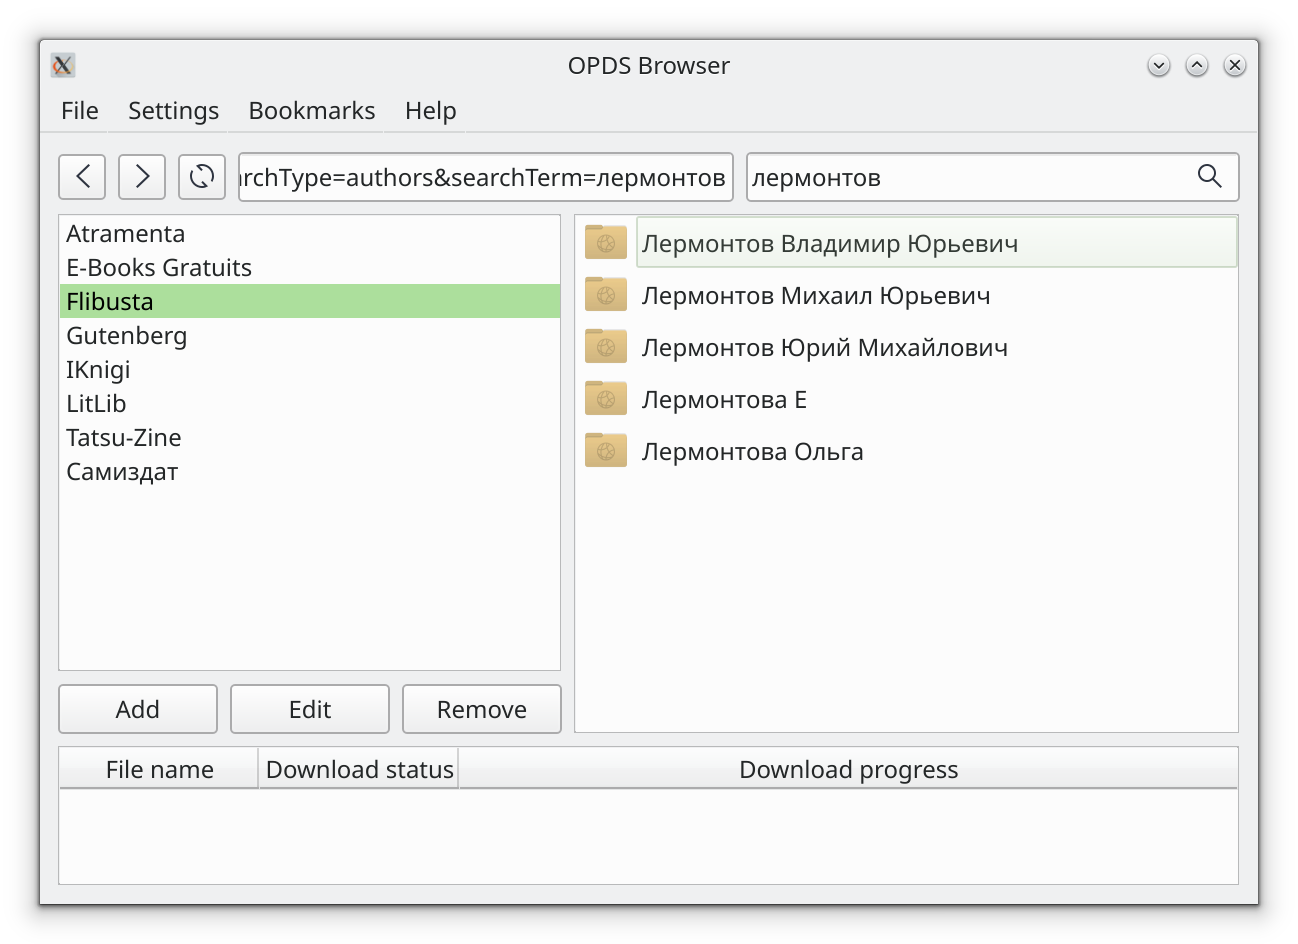 OPDS Browser
File Settings Bookmarks Help
rchType=authors&searchTerm=лермонтов
лермонтов
Atramenta
E-Books Gratuits
Flibusta
Gutenberg
IKnigi
LitLib
Tatsu-Zine
Самиздат
Лермонтов Владимир Юрьевич
Лермонтов Михаил Юрьевич
Лермонтов Юрий Михайлович
Лермонтова Е
Лермонтова Ольга
Add Edit Remove
File name Download status Download progress